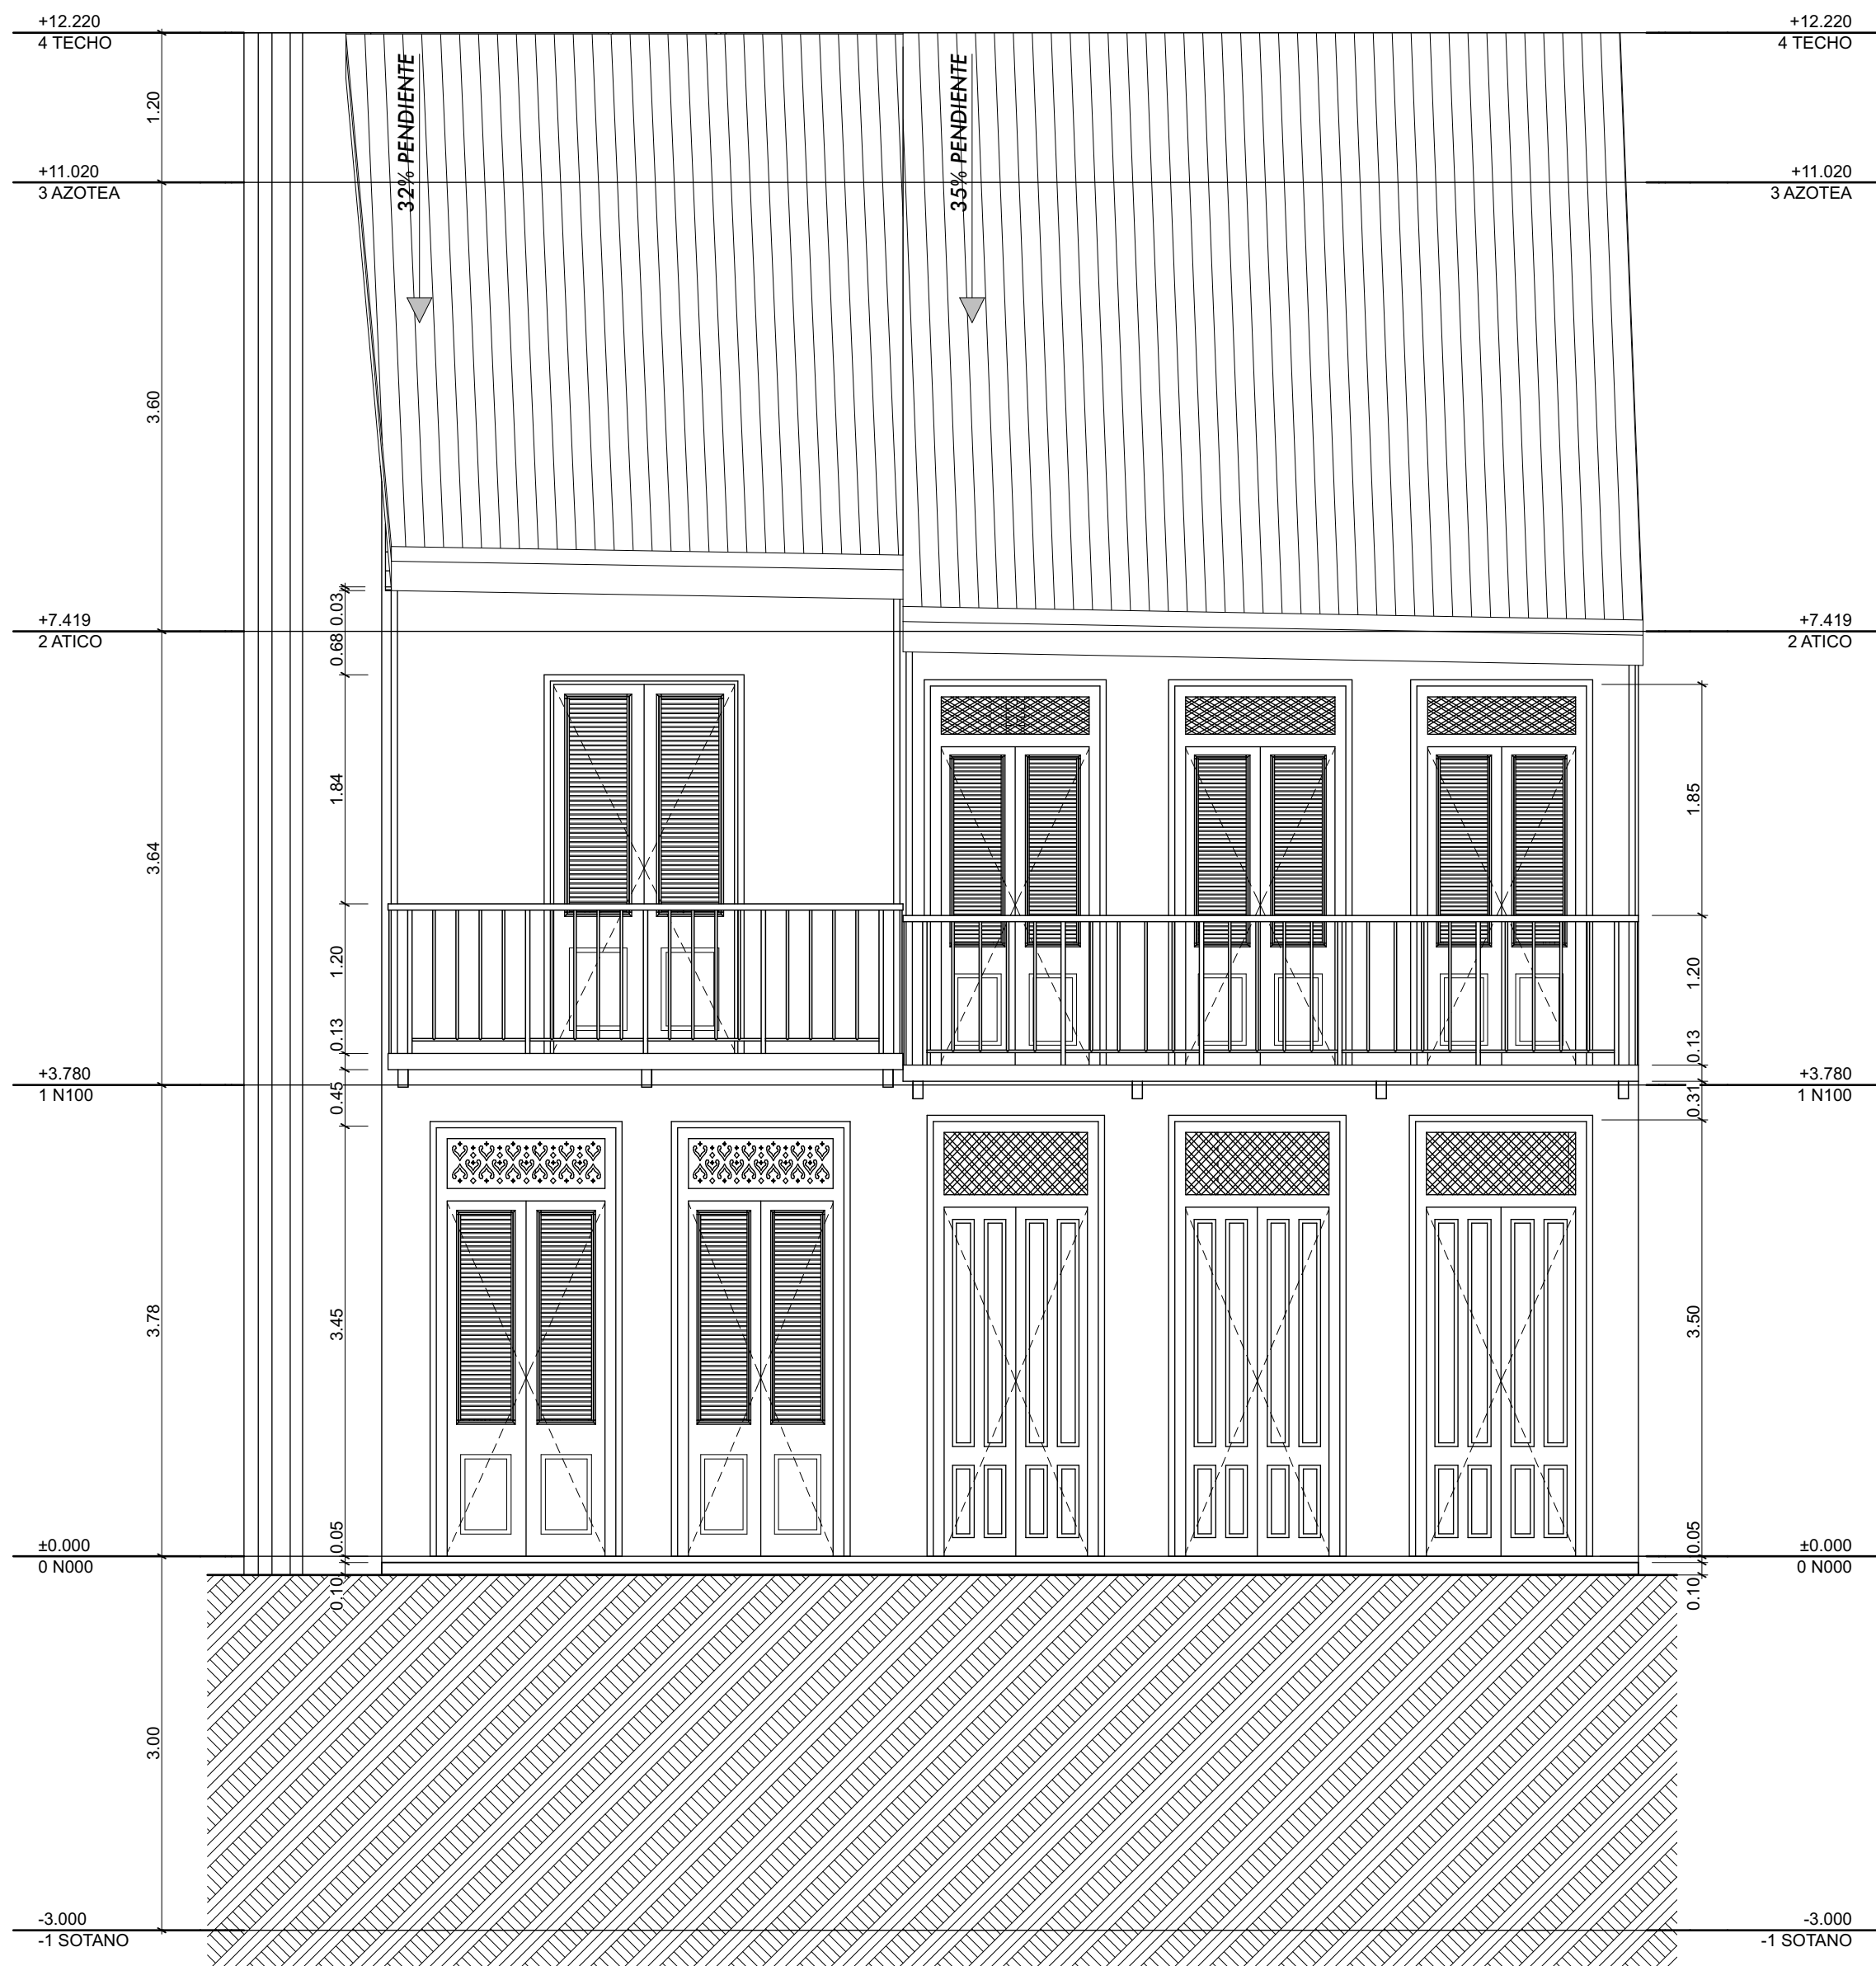 +12.220
4 TECHO
+12.220
4 TECHO
32% PENDIENTE
35% PENDIENTE
1.20
+11.020
3 AZOTEA
+11.020
3 AZOTEA
3.60
0.03
+7.419
2 ATICO
+7.419
2 ATICO
0.68
1.84
1.85
3.64
1.20
1.20
0.13
0.13
+3.780
1 N100
+3.780
1 N100
0.45
0.31
3.78
3.45
3.50
0.05
0.05
±0.000
0 N000
±0.000
0 N000
0.10
0.10
3.00
-3.000
-1 SOTANO
-3.000
-1 SOTANO